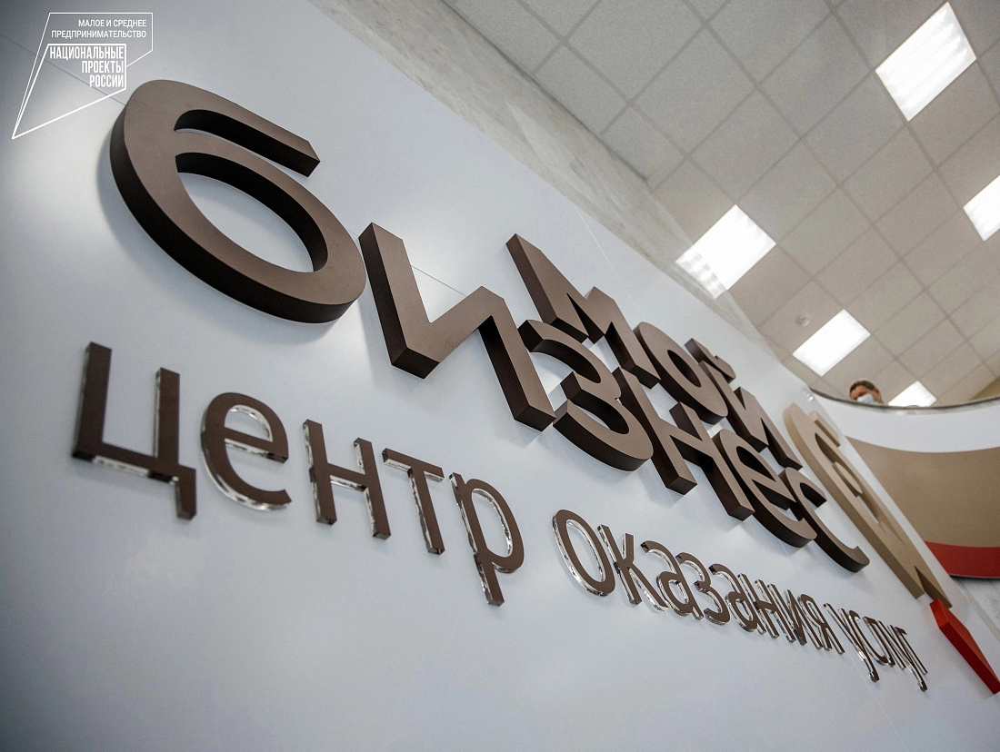 МАЛОЕ И СРЕДНЕЕ
ПРЕДПРИНИМАТЕЛЬСТВО
НАЦИОНАЛЬНЫЕ
ПРОЕКТЫ
РОССИИ
мой
бизнес
центр оказания услуг